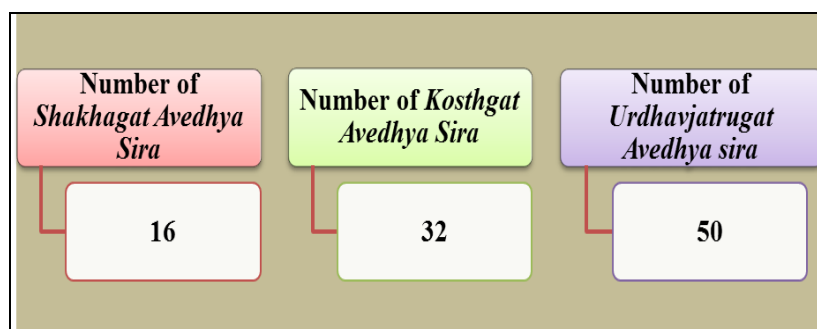 Number of
Shakhagat Avedhya
Sira
16
Number of Kosthgat
Avedhya Sira
32
Number of
Urdhavjatrugat
Avedhya sira
50